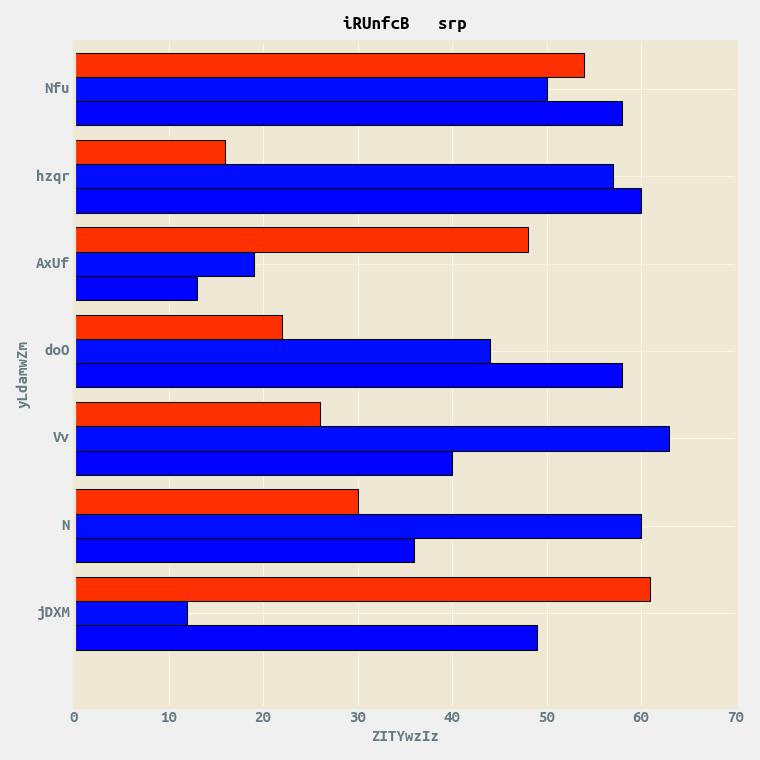 iRUnfcB   srp
Nfu
hzqr
AxUf
doO
Vv
N
jDXM
yLdamwZm
0 10 20 30 40 50 60 70
ZITYwzIz